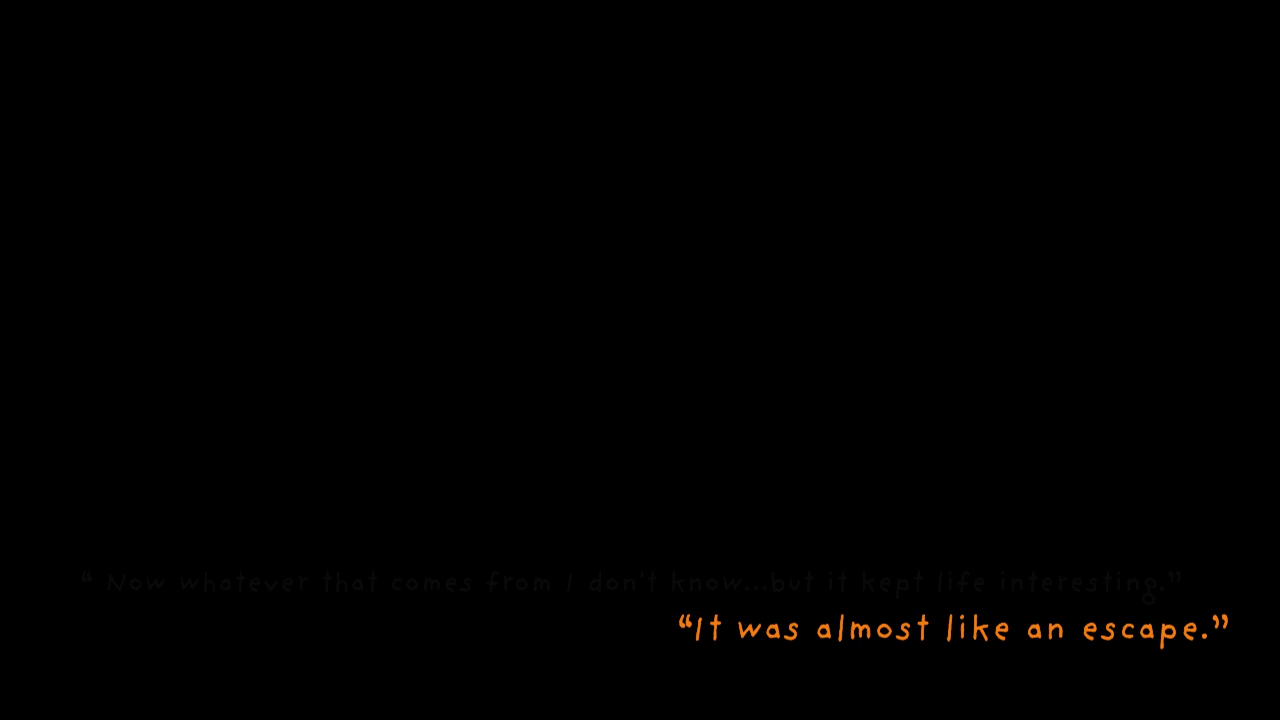 “ Now whatever that comes from I don't know...but it kept life interesting.”
“It was almost like an escape.”